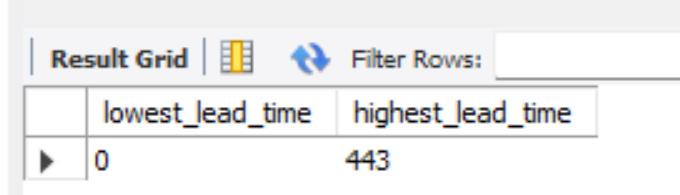 Result Grid Filter Rows:
lowest_lead_time highest_lead_time
0 443